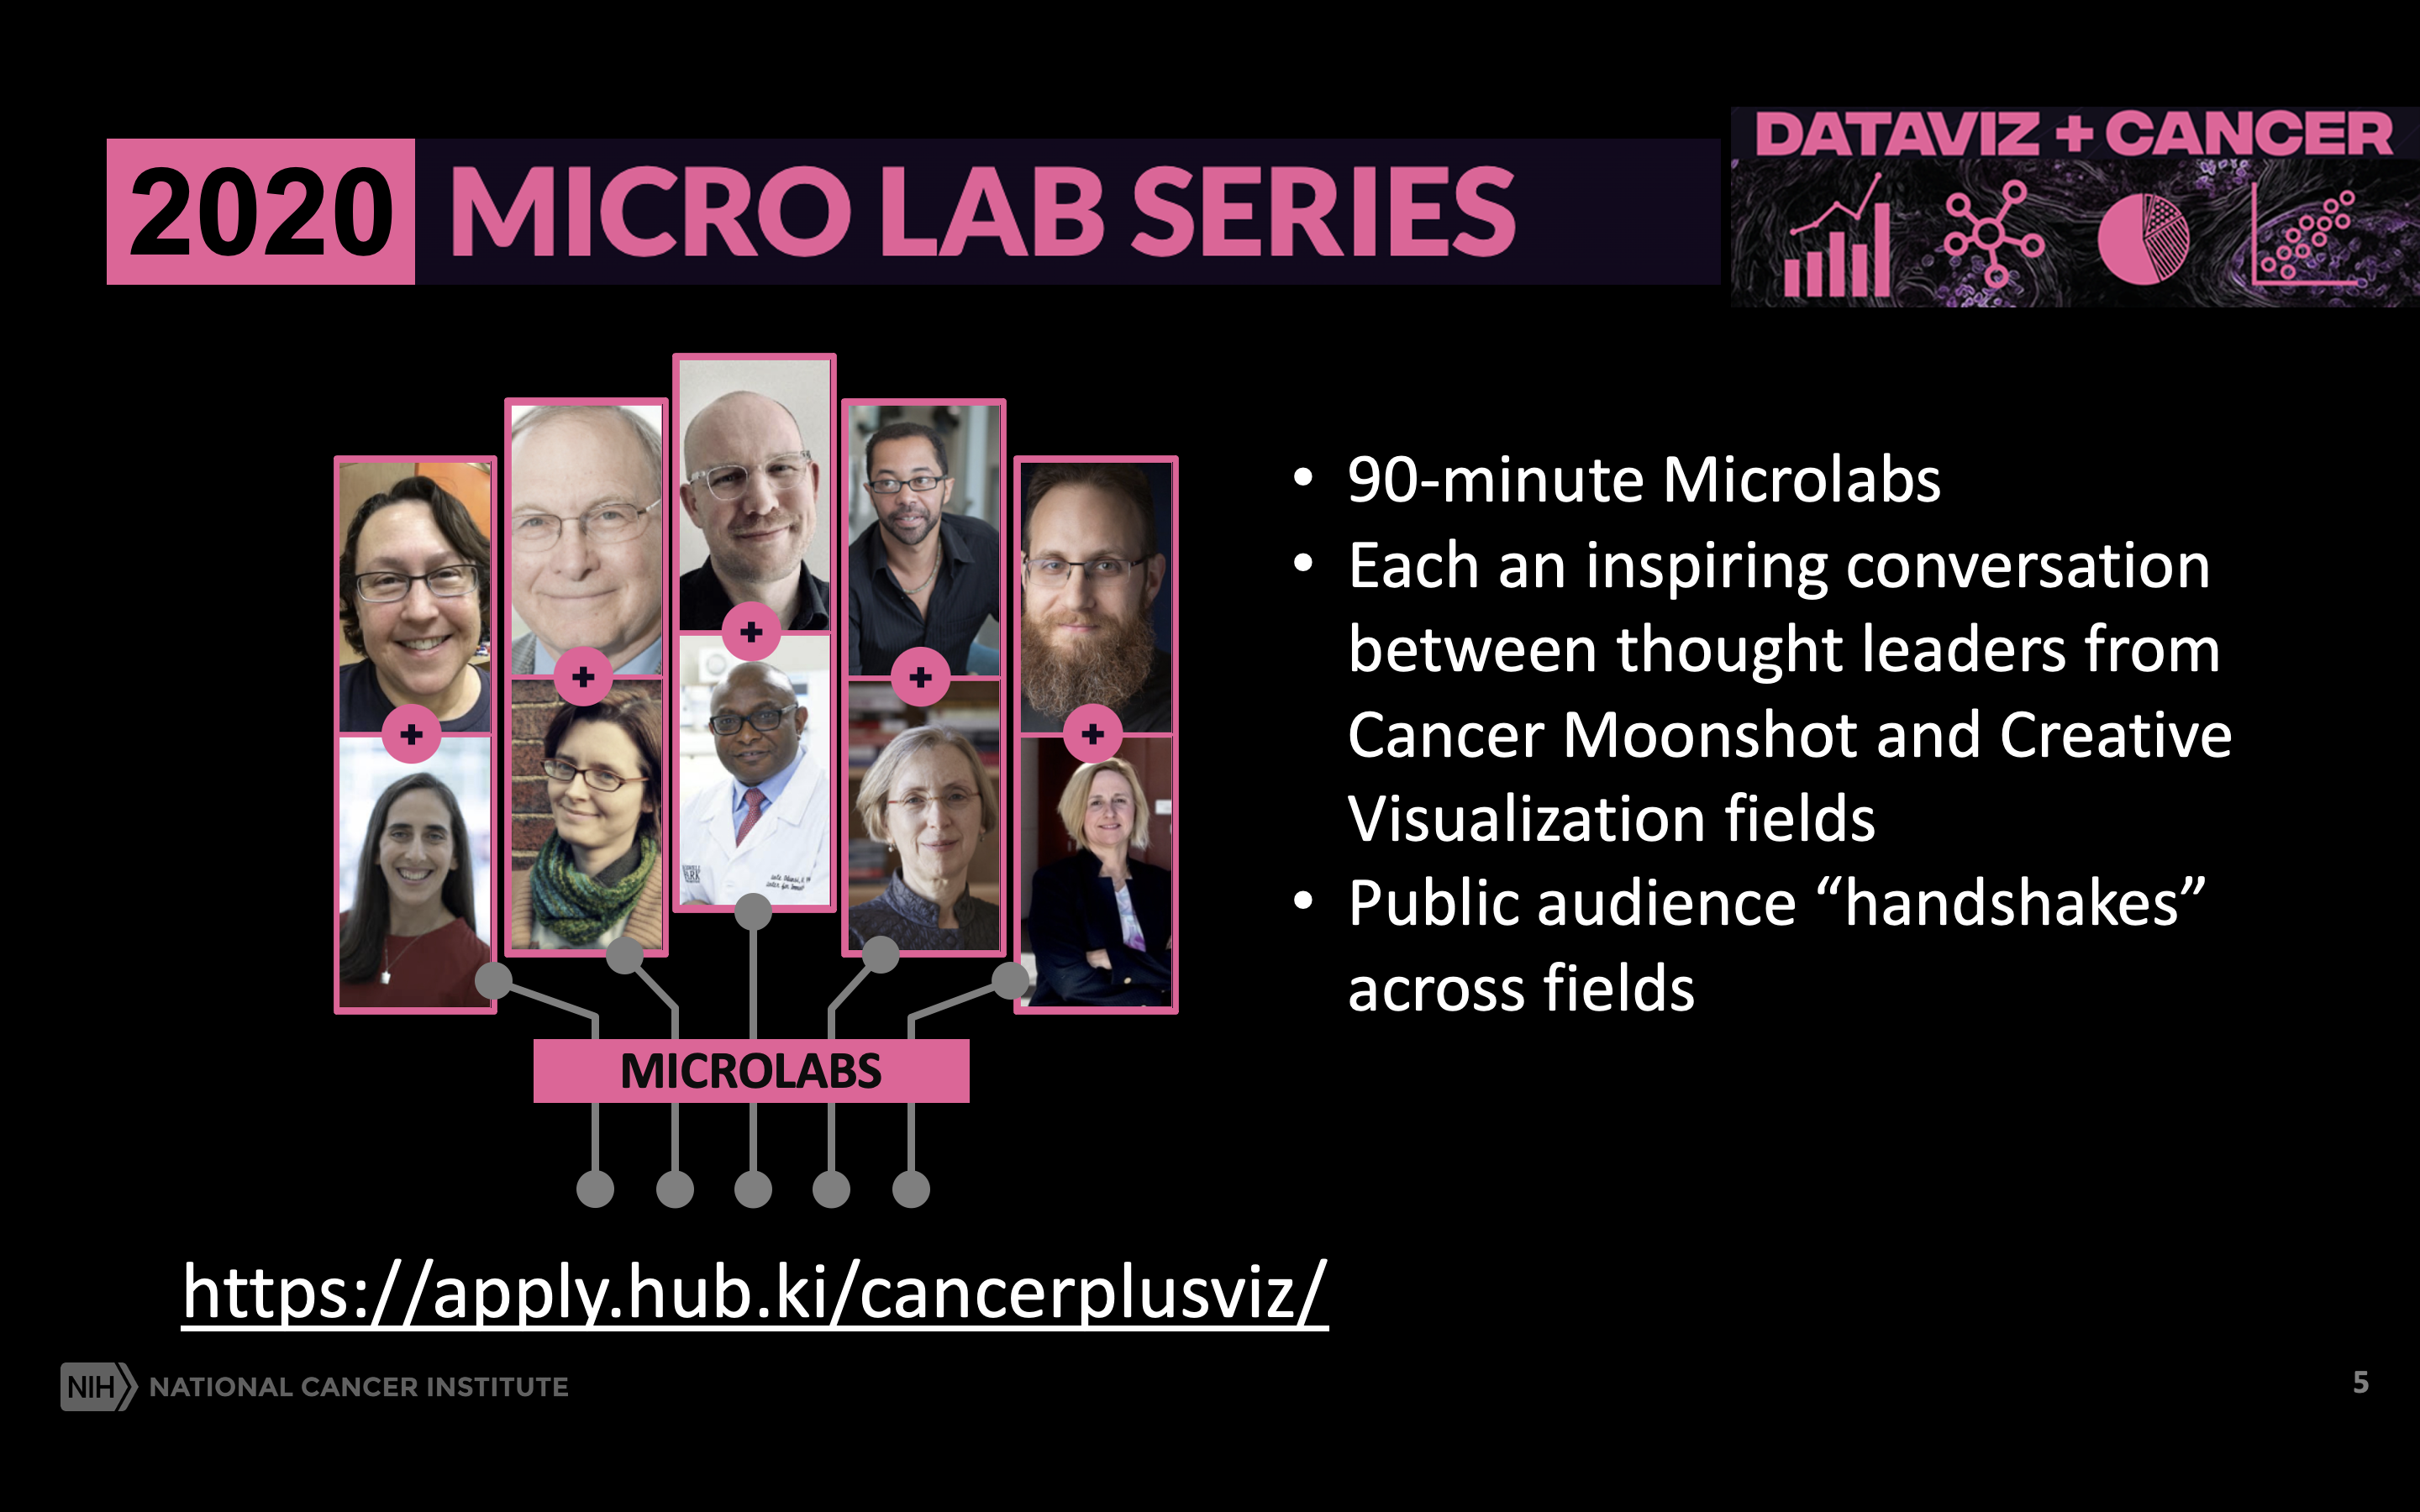 2020 MICRO LAB SERIES
DATAVIZ + CANCER
• 90-minute Microlabs
• Each an inspiring conversation
between thought leaders from
Cancer Moonshot and Creative
Visualization fields
• Public audience “handshakes”
across fields
MICROLABS
https://apply.hub.ki/cancerplusviz/
NIH NATIONAL CANCER INSTITUTE
5